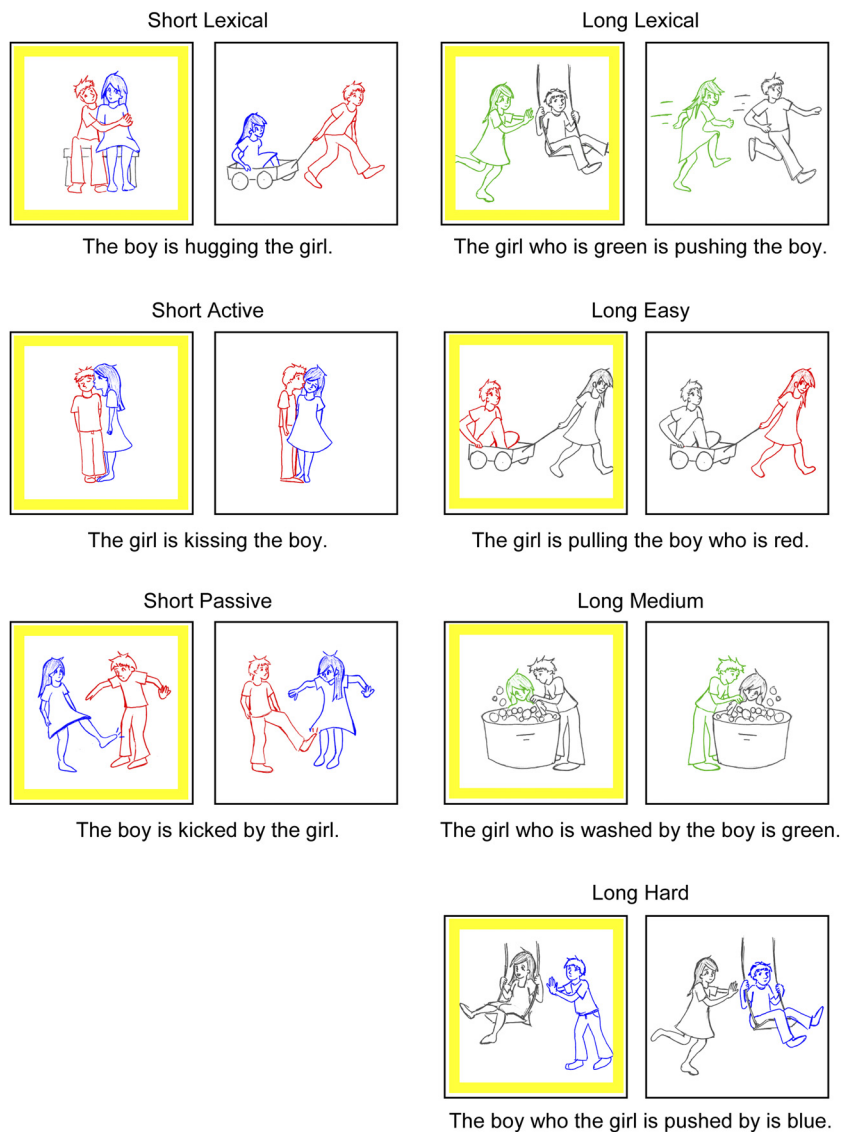 Short Lexical
The boy is hugging the girl.
Long Lexical
The girl who is green is pushing the boy.
Short Active
The girl is kissing the boy.
Long Easy
The girl is pulling the boy who is red.
Short Passive
The boy is kicked by the girl.
Long Medium
The girl who is washed by the boy is green.
Long Hard
The boy who the girl is pushed by is blue.